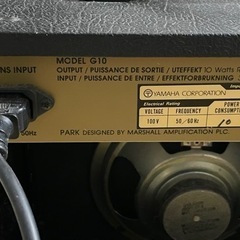 MODEL G10
NS INPUT
OUTPUT / PUISSANCE DE SORTIE / UTEFFEKT 10 Watts
INPUT / PUISSANCE DE ENTRE / EFFEKTFORBRUKNING
YAMAHA CORPORATION
Electrical Rating
VOLTAGE FREQUENCY POWER CONSUMPT
100V 50/60Hz 10
50Hz
PARK DESIGNED BY MARSHALL AMPLIFICATION PLC.